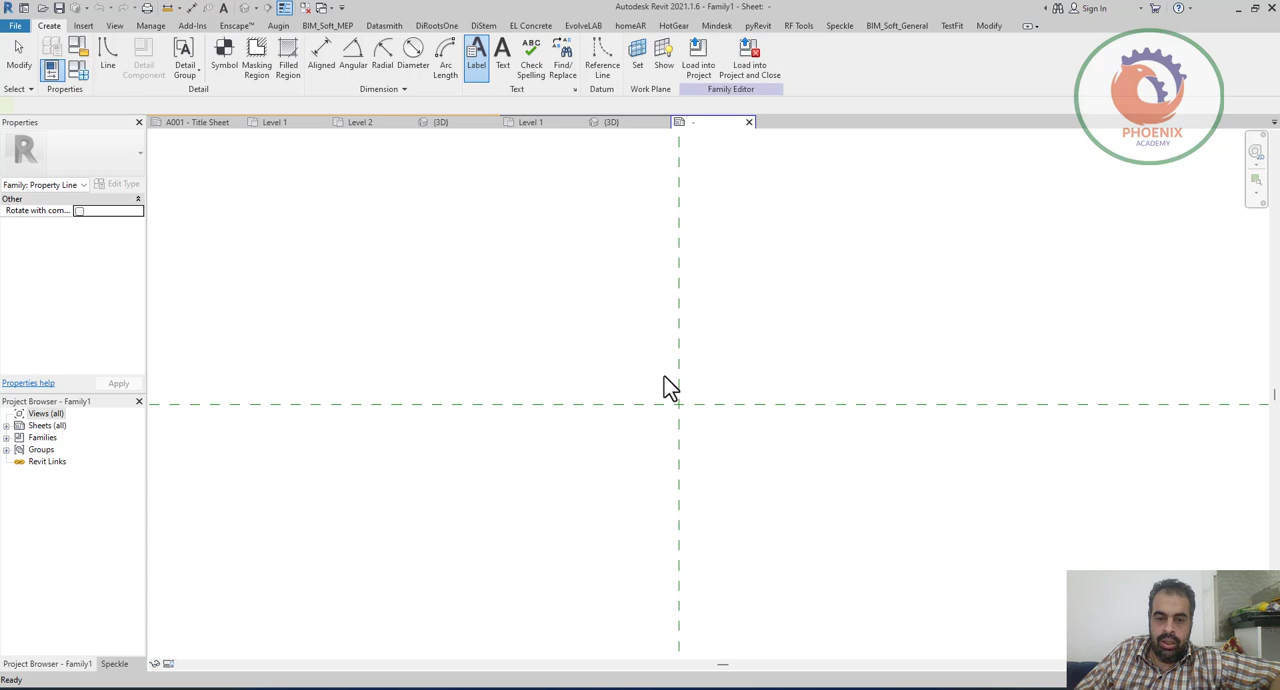 Autodesk Revit 2021.1.6 - Family1 - Sheet: -
Sign In
File Create Insert View Manage Add-Ins Enscape™ Augin BIM_Soft_MEP Datasmith DiRootsOne DiStem EL Concrete EvolveLAB homeAR HotGear Mindesk pyRevit RF Tools Speckle BIM_Soft_General TestFit Modify
Modify
Line
Detail Component
Detail Group
Symbol
Masking Region
Filled Region
Aligned
Angular
Radial
Diameter
Arc Length
Label
Text
Check Spelling
Find/ Replace
Reference Line
Set
Show
Load into Project
Load into Project and Close
Select Properties Detail Dimension Text Datum Work Plane Family Editor
PHOENIX
ACADEMY
Properties
A001 - Title Sheet
Level 1
Level 2
{3D}
Level 1
{3D}
-
R
Family: Property Line
Edit Type
Other
Rotate with com...
Properties help
Apply
Project Browser - Family1
Views (all)
Sheets (all)
Families
Groups
Revit Links
Project Browser - Family1
Speckle
Ready